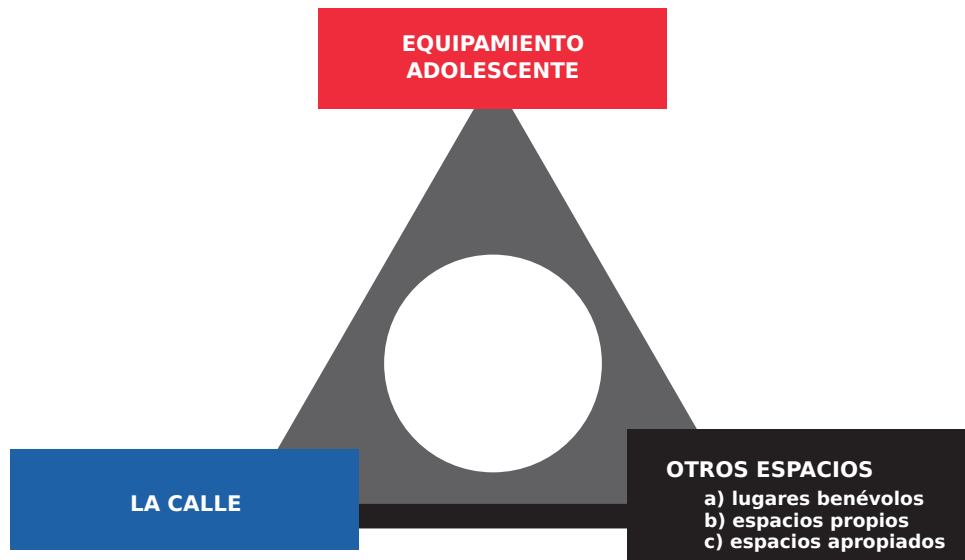 EQUIPAMIENTO
ADOLESCENTE
LA CALLE
OTROS ESPACIOS
a) lugares benévolos
b) espacios propios
c) espacios apropiados